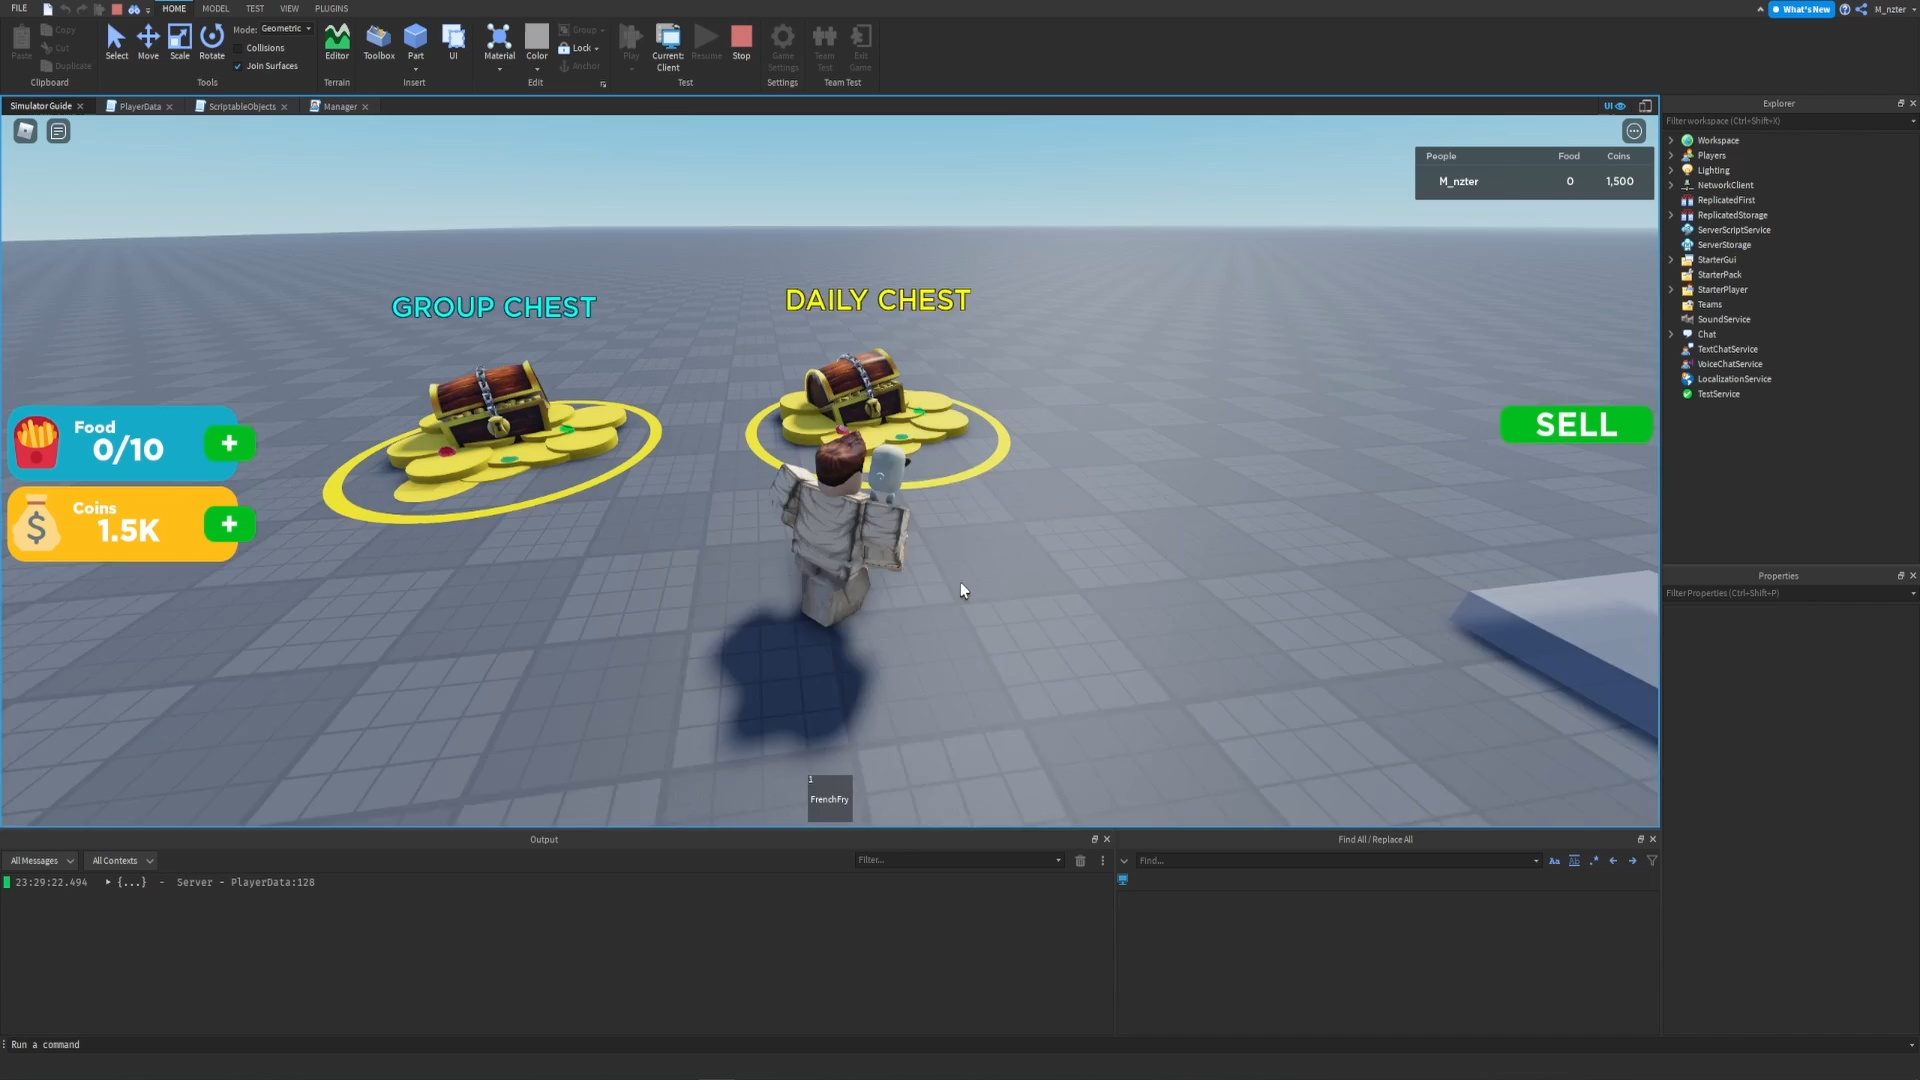 FILE HOME MODEL TEST VIEW PLUGINS What's New M_nzter
Paste Copy Cut Duplicate Clipboard
Select Move Scale Rotate Mode: Geometric Collisions Join Surfaces Tools
Editor Terrain
Toolbox Part UI Insert
Material Color Group Lock Anchor Edit
Play Current: Client Resume Stop Test
Game Settings Settings
Team Test Exit Game Team Test
Simulator Guide PlayerData ScriptableObjects Manager UI
People Food Coins
M_nzter 0 1,500
GROUP CHEST
DAILY CHEST
Food
0/10
+
Coins
1.5K
+
$
SELL
1
FrenchFry
Explorer
Filter workspace (Ctrl+Shift+X)
Workspace
Players
Lighting
NetworkClient
ReplicatedFirst
ReplicatedStorage
ServerScriptService
ServerStorage
StarterGui
StarterPack
StarterPlayer
Teams
SoundService
Chat
TextChatService
VoiceChatService
LocalizationService
TestService
Properties
Filter Properties (Ctrl+Shift+P)
Output
All Messages All Contexts Filter...
23:29:22.494 {...} - Server - PlayerData:128
Find All / Replace All
Find... Aa Ab .*
Run a command